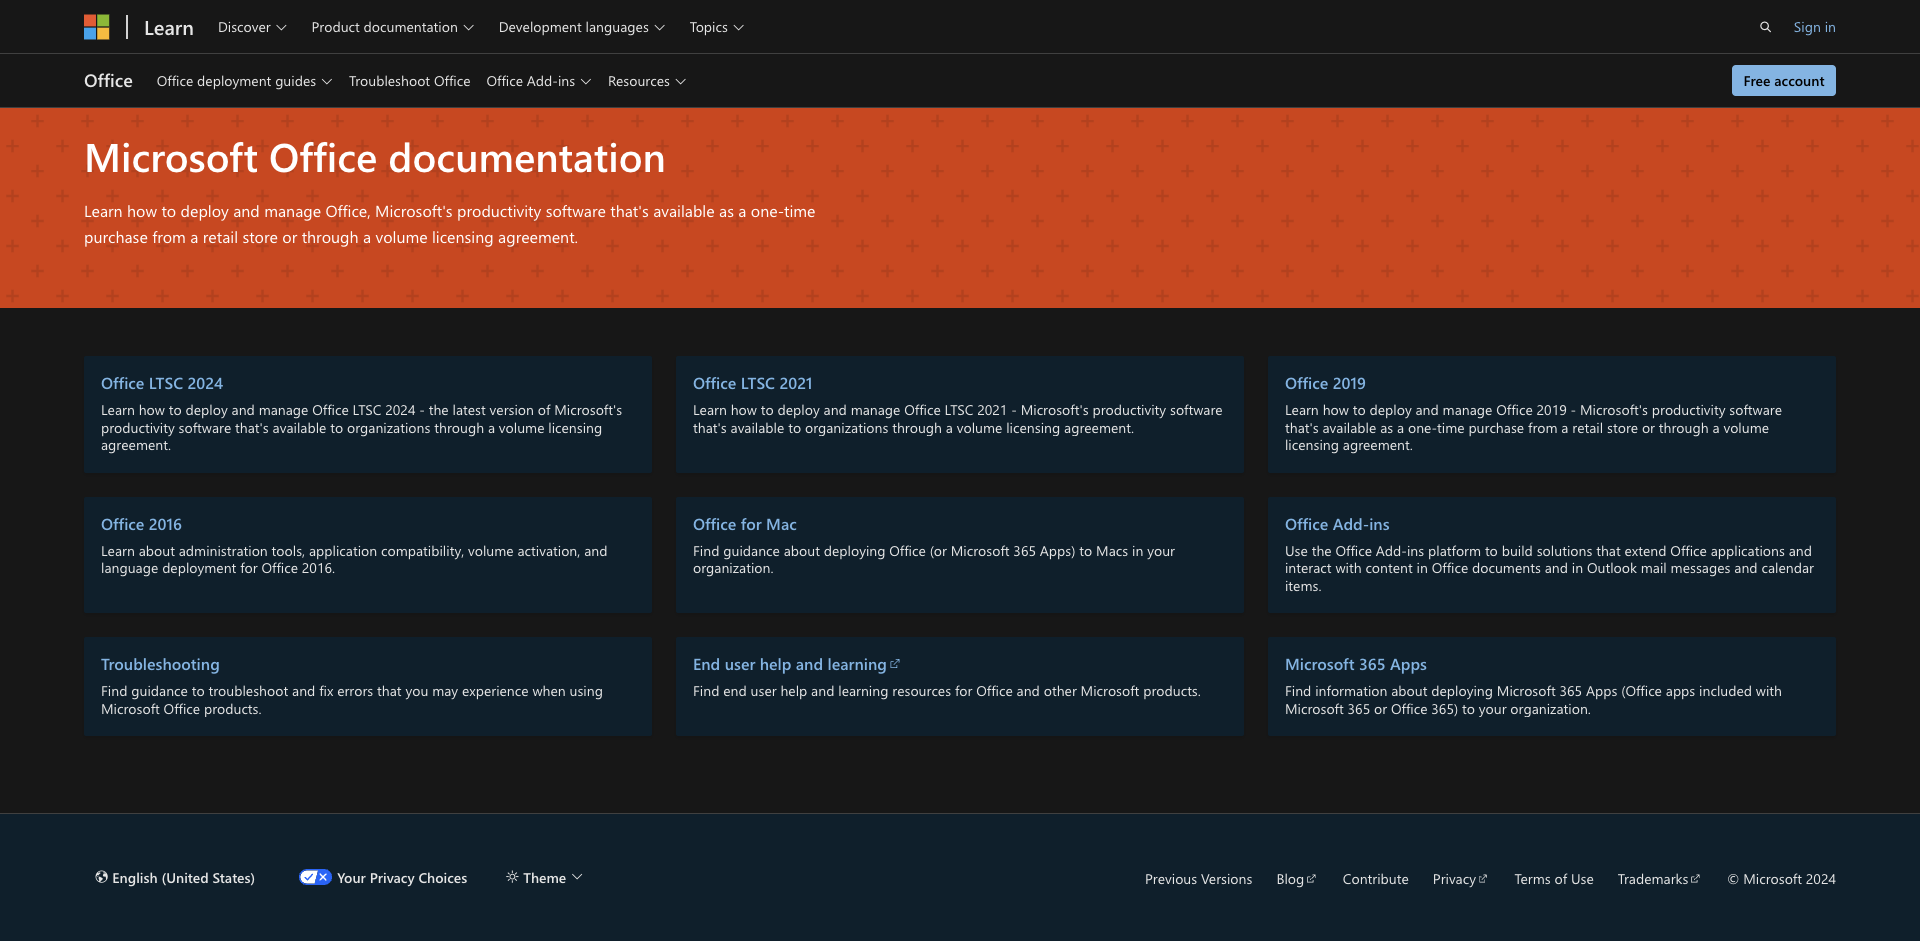 Learn Discover Product documentation Development languages Topics Sign in
Office Office deployment guides Troubleshoot Office Office Add-ins Resources Free account
Microsoft Office documentation
Learn how to deploy and manage Office, Microsoft's productivity software that's available as a one-time
purchase from a retail store or through a volume licensing agreement.
Office LTSC 2024
Learn how to deploy and manage Office LTSC 2024 - the latest version of Microsoft's
productivity software that's available to organizations through a volume licensing
agreement.
Office LTSC 2021
Learn how to deploy and manage Office LTSC 2021 - Microsoft's productivity software
that's available to organizations through a volume licensing agreement.
Office 2019
Learn how to deploy and manage Office 2019 - Microsoft's productivity software
that's available as a one-time purchase from a retail store or through a volume
licensing agreement.
Office 2016
Learn about administration tools, application compatibility, volume activation, and
language deployment for Office 2016.
Office for Mac
Find guidance about deploying Office (or Microsoft 365 Apps) to Macs in your
organization.
Office Add-ins
Use the Office Add-ins platform to build solutions that extend Office applications and
interact with content in Office documents and in Outlook mail messages and calendar
items.
Troubleshooting
Find guidance to troubleshoot and fix errors that you may experience when using
Microsoft Office products.
End user help and learning
Find end user help and learning resources for Office and other Microsoft products.
Microsoft 365 Apps
Find information about deploying Microsoft 365 Apps (Office apps included with
Microsoft 365 or Office 365) to your organization.
English (United States) Your Privacy Choices Theme
Previous Versions Blog Contribute Privacy Terms of Use Trademarks © Microsoft 2024